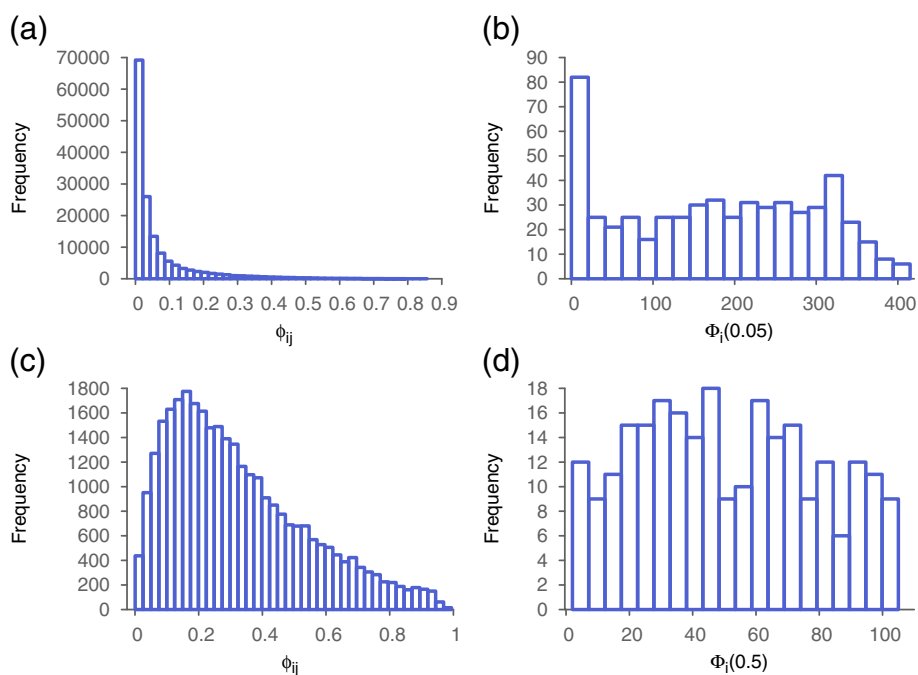 (a)
70000
60000
50000
40000
30000
20000
10000
0
Frequency
0 0.1 0.2 0.3 0.4 0.5 0.6 0.7 0.8 0.9
ϕij
(b)
90
80
70
60
50
40
30
20
10
0
Frequency
0 100 200 300 400
Φi(0.05)
(c)
1800
1600
1400
1200
1000
800
600
400
200
0
Frequency
0 0.2 0.4 0.6 0.8 1
ϕij
(d)
18
16
14
12
10
8
6
4
2
0
Frequency
0 20 40 60 80 100
Φi(0.5)